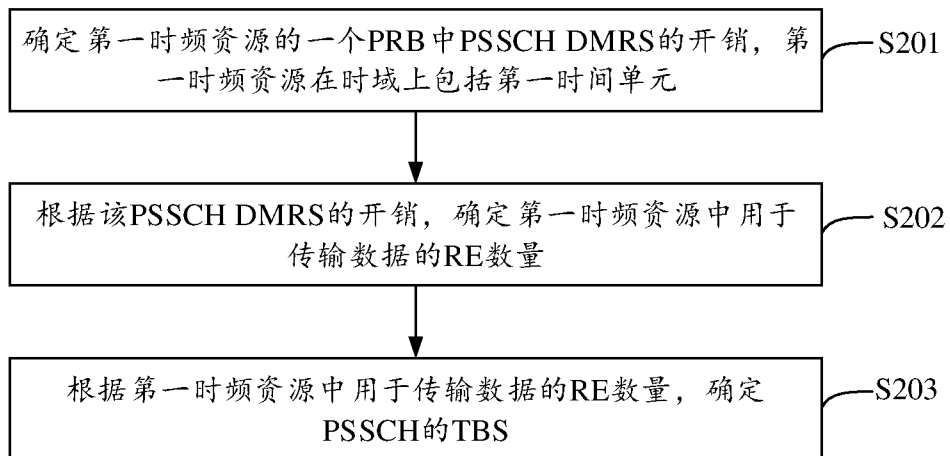 确定第一时频资源的一个PRB中PSSCH DMRS的开销，第
一时频资源在时域上包括第一时间单元
S201
根据该PSSCH DMRS的开销，确定第一时频资源中用于
传输数据的RE数量
S202
根据第一时频资源中用于传输数据的RE数量，确定
PSSCH的TBS
S203